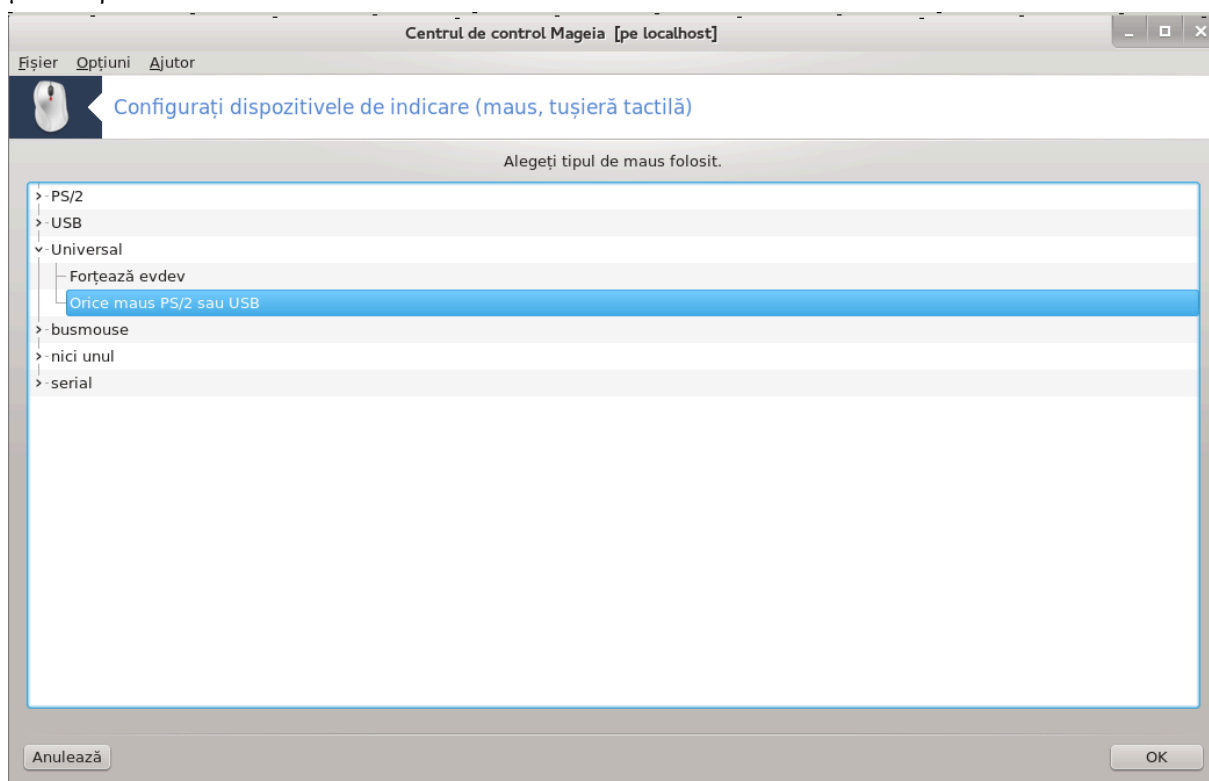 Centrul de control Mageia [pe localhost]
Fișier Opțiuni Ajutor
Configurați dispozitivele de indicare (maus, tușieră tactilă)
Alegeți tipul de maus folosit.
PS/2
USB
Universal
Forțează evdev
Orice maus PS/2 sau USB
busmouse
nici unul
serial
Anulează OK